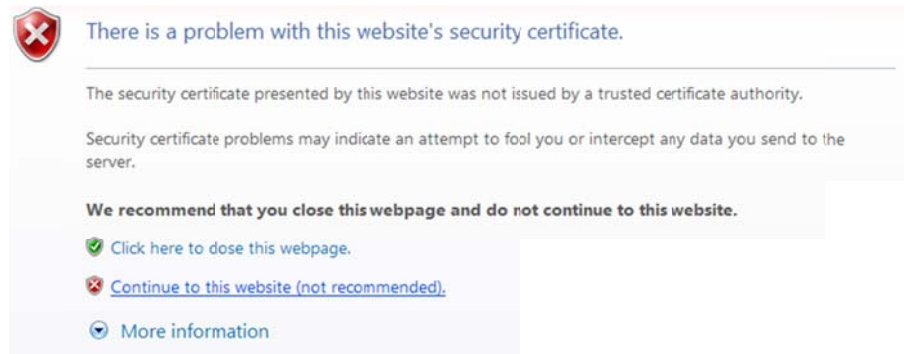 There is a problem with this website's security certificate.
The security certificate presented by this website was not issued by a trusted certificate authority.
Security certificate problems may indicate an attempt to fool you or intercept any data you send to the
server.
We recommend that you close this webpage and do not continue to this website.
Click here to dose this webpage.
Continue to this website (not recommended).
More information